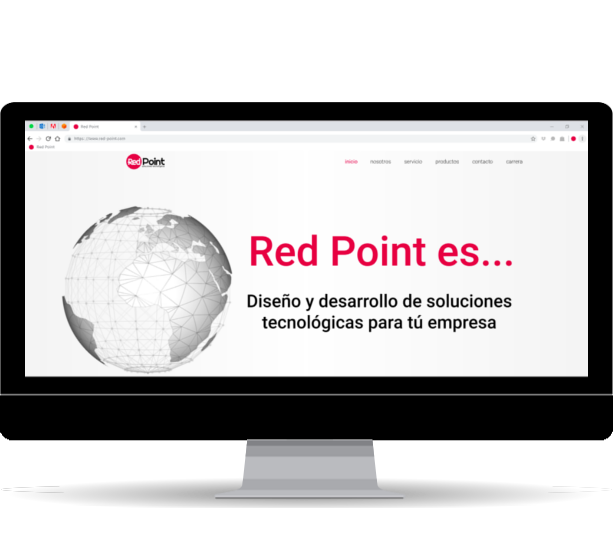 Red Point
https://www.red-point.com
Red Point
Red Point
inicio nosotros servicio productos contacto carrera
Red Point es...
Diseño y desarrollo de soluciones
tecnológicas para tú empresa